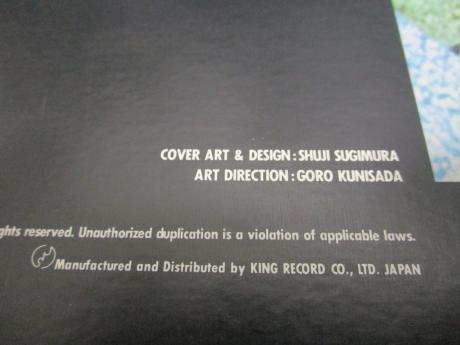 COVER ART & DESIGN: SHUJI SUGIMURA
ART DIRECTION: GORO KUNISADA
reserved. Unauthorized duplication is a violation of applicable laws.
Manufactured and Distributed by KING RECORD CO., LTD. JAPAN